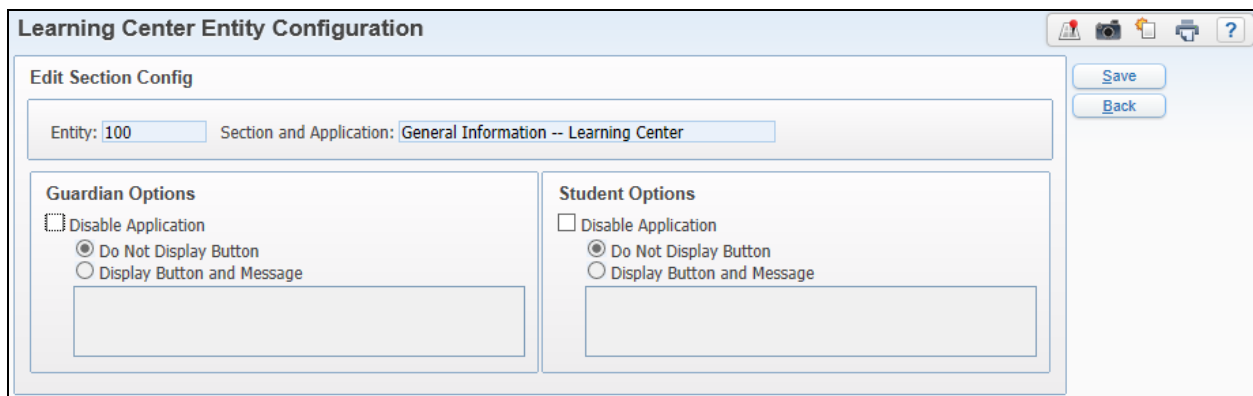 Learning Center Entity Configuration
?
Edit Section Config
Save
Back
Entity: 100 Section and Application: General Information -- Learning Center
Guardian Options
Disable Application
Do Not Display Button
Display Button and Message
Student Options
Disable Application
Do Not Display Button
Display Button and Message